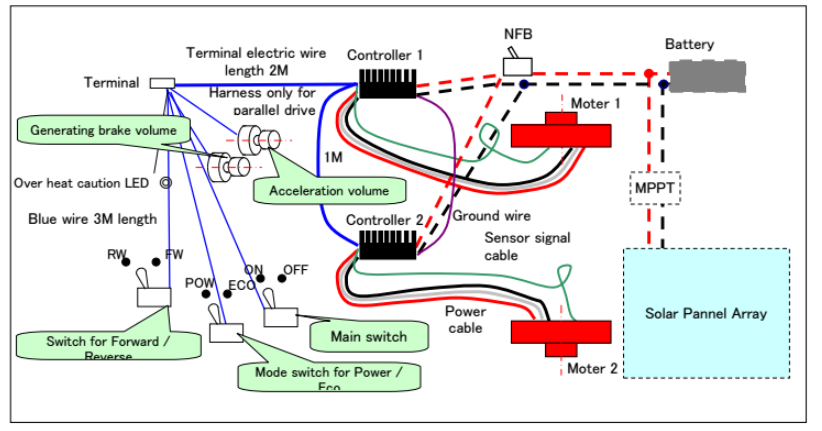 NFB
Battery
Terminal electric wire
length 2M
Controller 1
Terminal
Harness only for
parallel drive
Moter 1
Generating brake volume
1M
MPPT
Over heat caution LED
Acceleration volume
Blue wire 3M length
Controller 2
Ground wire
Sensor signal
cable
RW
FW
POW
ECO
ON
OFF
Solar Pannel Array
Power
cable
Switch for Forward /
Reverse
Main switch
Mode switch for Power /
Eco
Moter 2